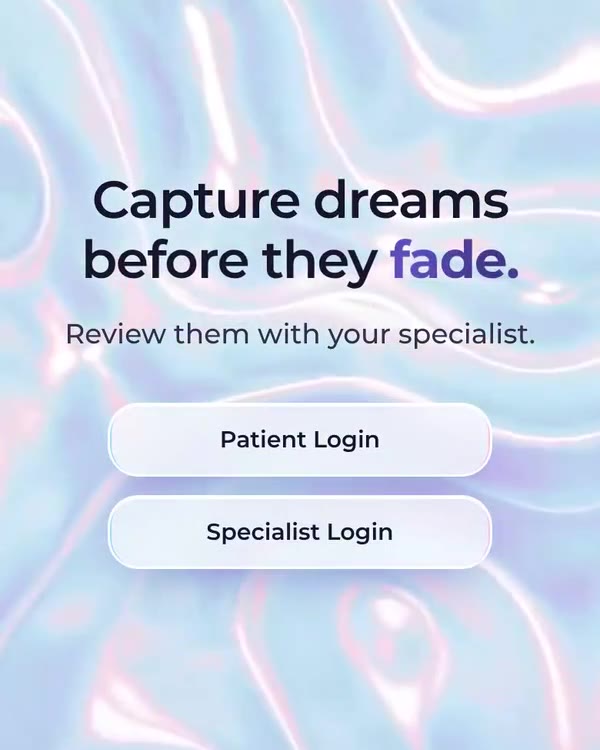 Capture dreams
before they fade.
Review them with your specialist.
Patient Login
Specialist Login